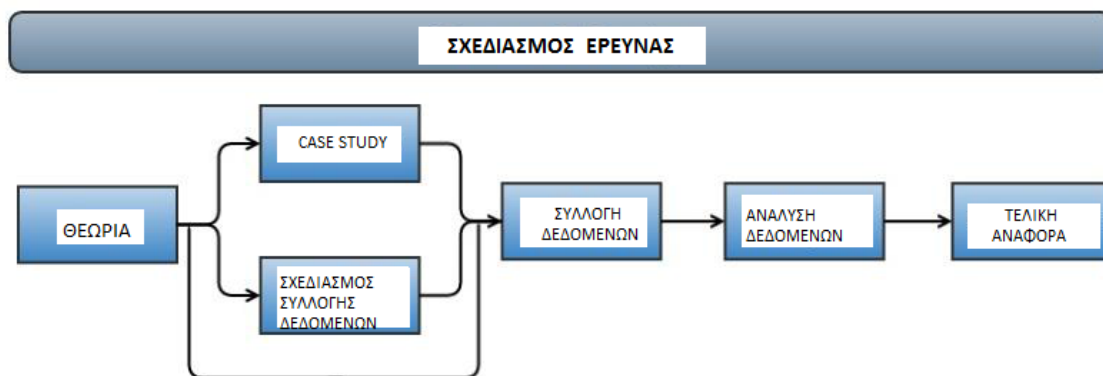 ΣΧΕΔΙΑΣΜΟΣ ΕΡΕΥΝΑΣ
CASE STUDY
ΘΕΩΡΙΑ
ΣΧΕΔΙΑΣΜΟΣ
ΣΥΛΛΟΓΗΣ
ΔΕΔΟΜΕΝΩΝ
ΣΥΛΛΟΓΗ
ΔΕΔΟΜΕΝΩΝ
ΑΝΑΛΥΣΗ
ΔΕΔΟΜΕΝΩΝ
ΤΕΛΙΚΗ
ΑΝΑΦΟΡΑ